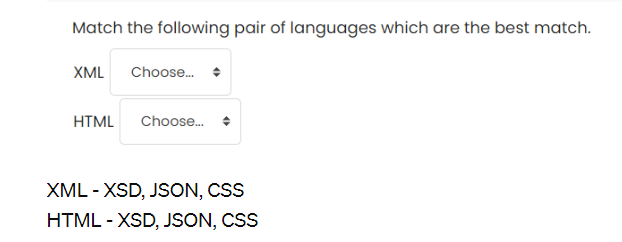 Match the following pair of languages which are the best match.
XML Choose...
HTML Choose...
XML - XSD, JSON, CSS
HTML - XSD, JSON, CSS